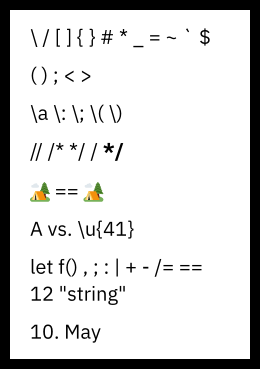 \ / [ ] { } # * _ = ~ ` $
( ) ; < >
\a \: \; \( \)
// /* */ / */
🏕 == 🏕
A vs. \u{41}
let f() , ; : | + - /= ==
12 "string"
10. May